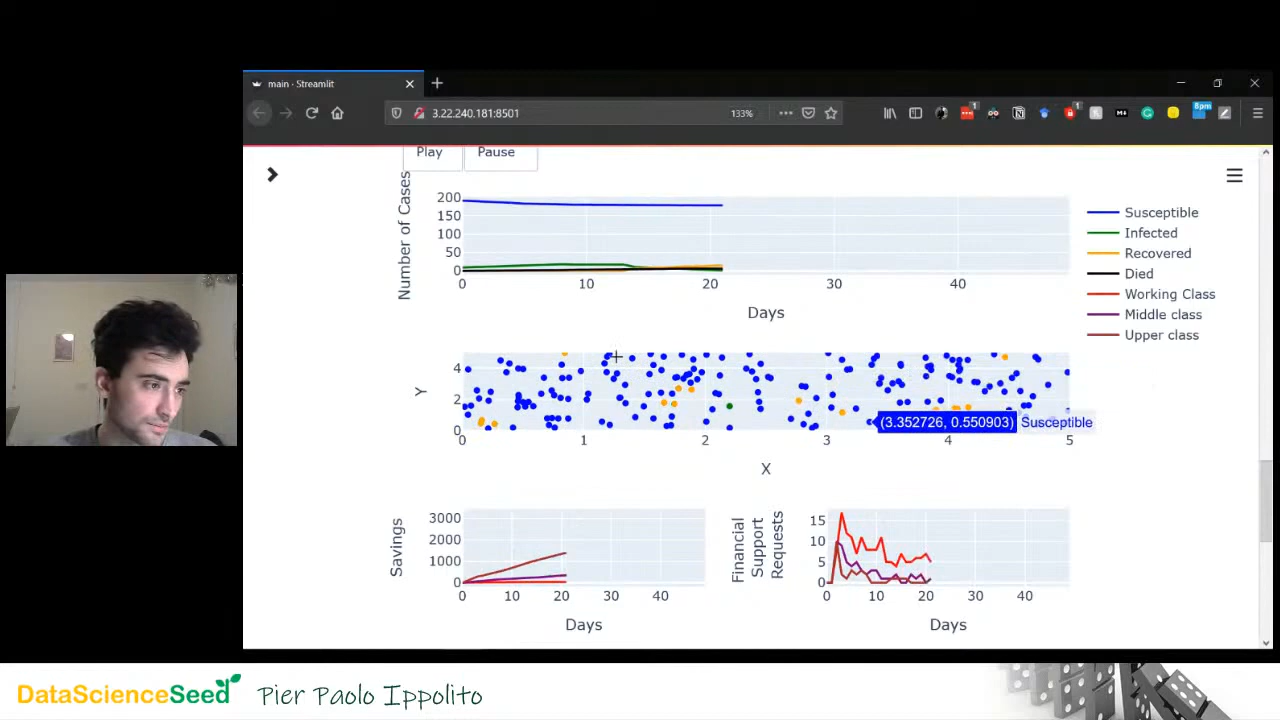 main · Streamlit
3.22.240.181:8501
133%
1
1
8pm
Play
Pause
Number of Cases
200
150
100
50
0
0 10 20 30 40
Days
Susceptible
Infected
Recovered
Died
Working Class
Middle class
Upper class
Y
4
2
0
0 1 2 3 4 5
X
(3.352726, 0.550903) Susceptible
Savings
3000
2000
1000
0
0 10 20 30 40
Days
Financial
Support
Requests
15
10
5
0
0 10 20 30 40
Days
DataScienceSeed
Pier Paolo Ippolito